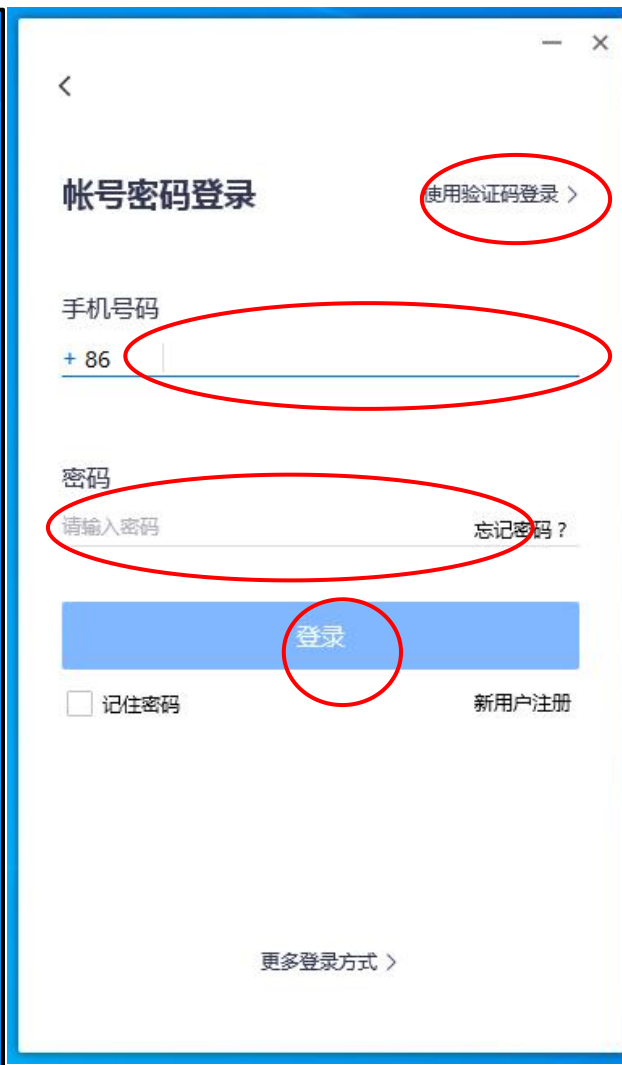 帐号密码登录
使用验证码登录 >
手机号码
+ 86
密码
请输入密码
忘记密码？
登录
记住密码
新用户注册
更多登录方式 >